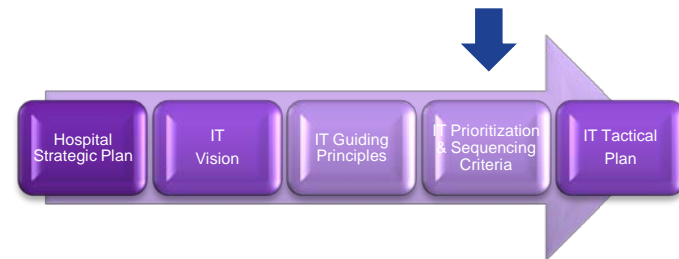 Hospital
Strategic Plan
IT
Vision
IT Guiding
Principles
IT Prioritization
& Sequencing
Criteria
IT Tactical
Plan